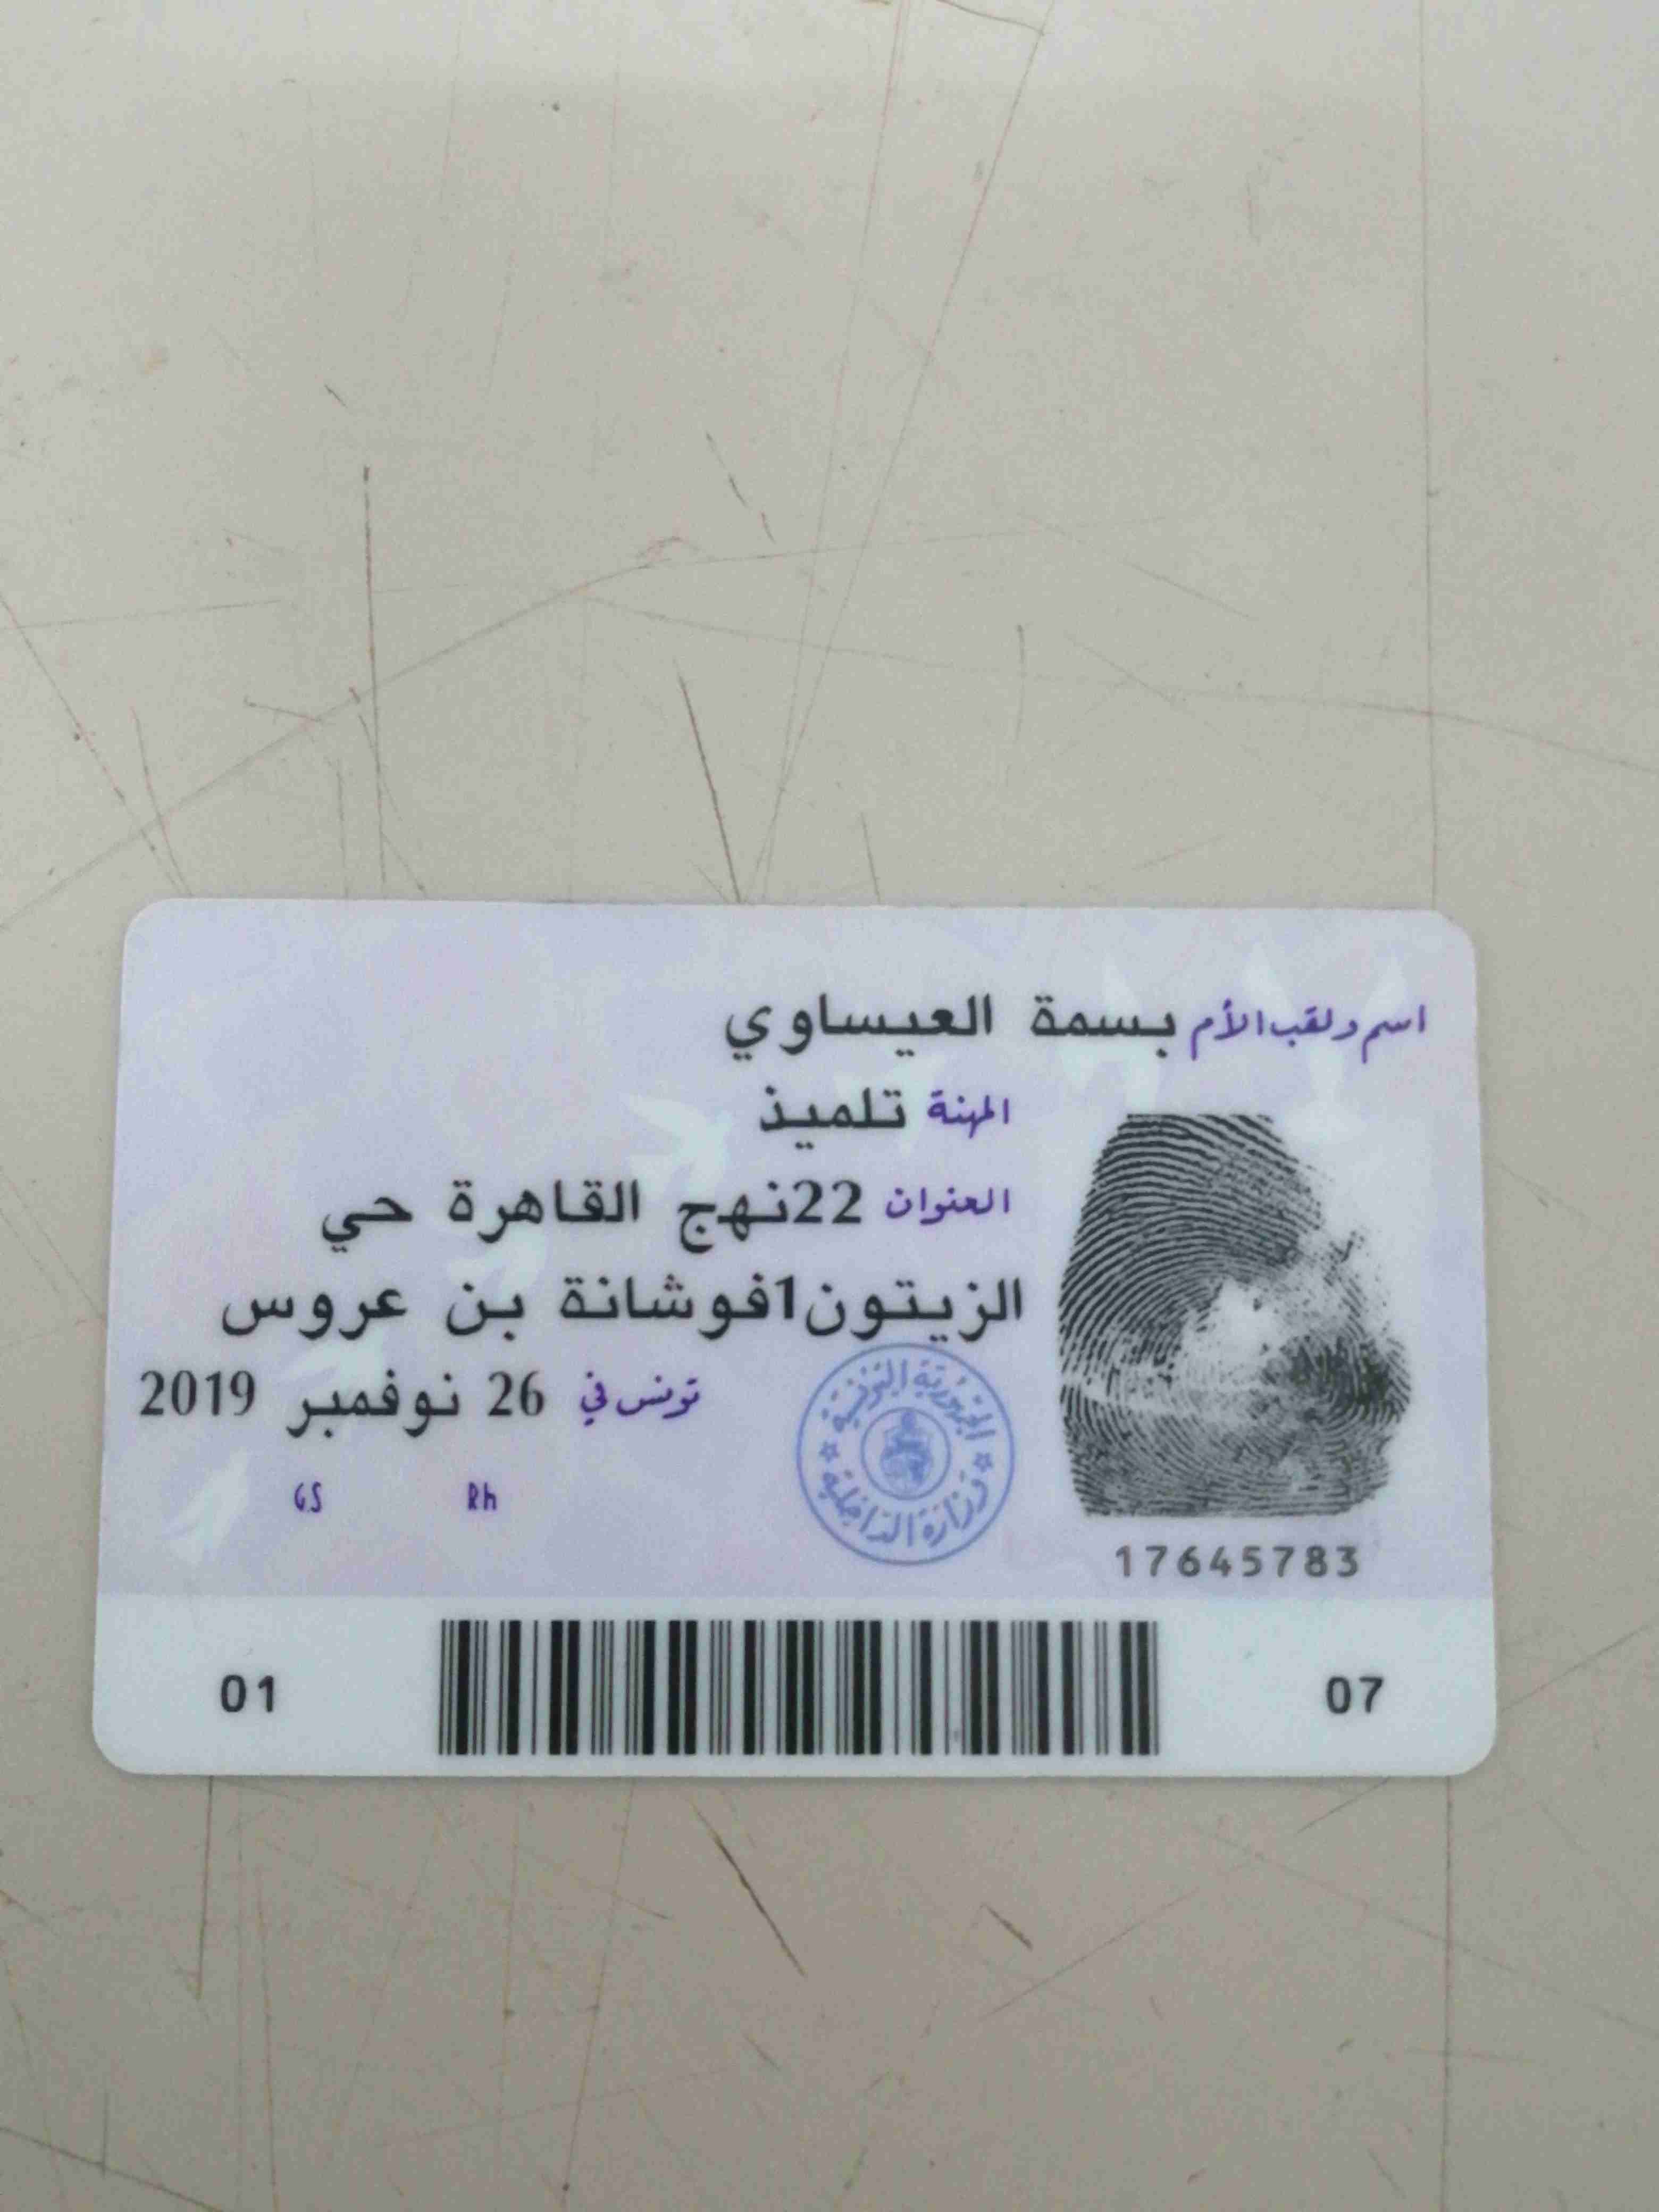 اسم ولقب الأم بسمة العيساوي
المهنة تلميذ
العنوان 22نهج القاهرة حي
الزيتون1فوشانة بن عروس
تونس في 26 نوفمبر 2019
الجمهورية التونسية
وزارة الداخلية
Rh GS
17645783
07 01